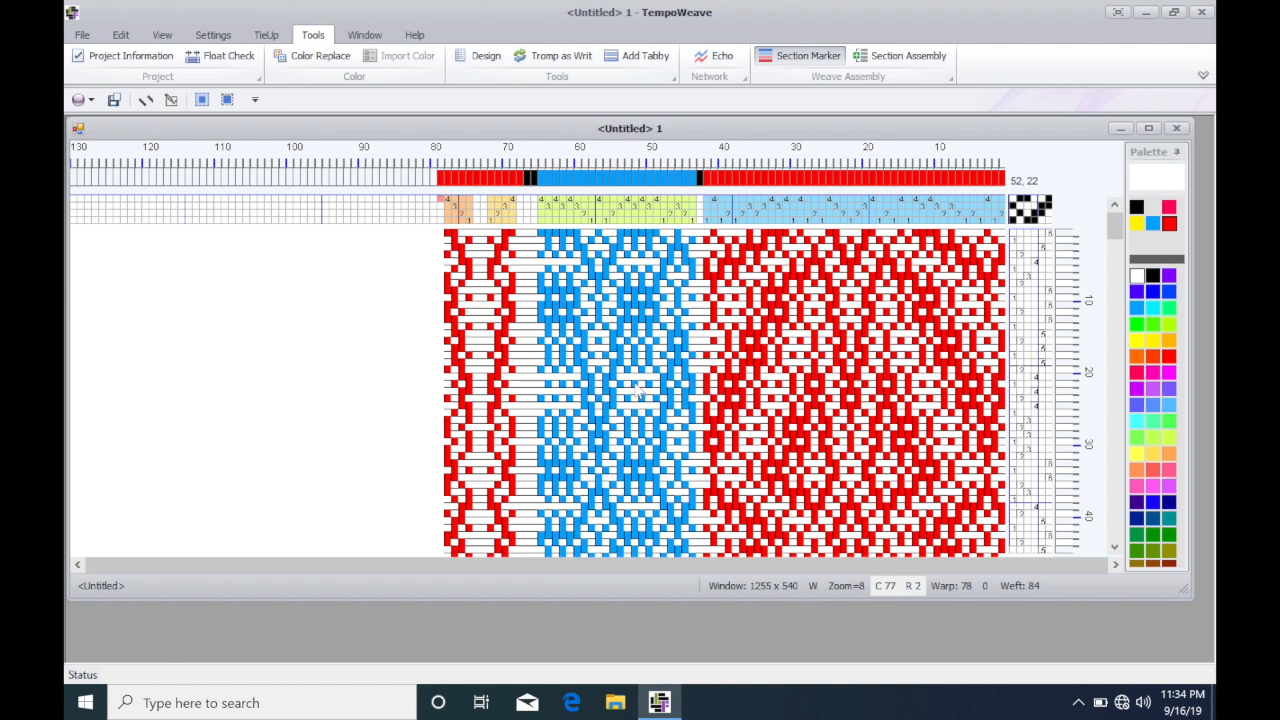 <Untitled> 1 - TempoWeave
File Edit View Settings TieUp Tools Window Help
Project Information Float Check Color Replace Import Color Design Tromp as Writ Add Tabby Echo Section Marker Section Assembly
Project Color Tools Network Weave Assembly
<Untitled> 1
130 120 110 100 90 80 70 60 50 40 30 20 10
Palette
52, 22
10
20
30
40
<Untitled> Window: 1255 x 540 W Zoom=8 C 77 R 2 Warp: 78 0 Weft: 84
Status
Type here to search
11:34 PM
9/16/19